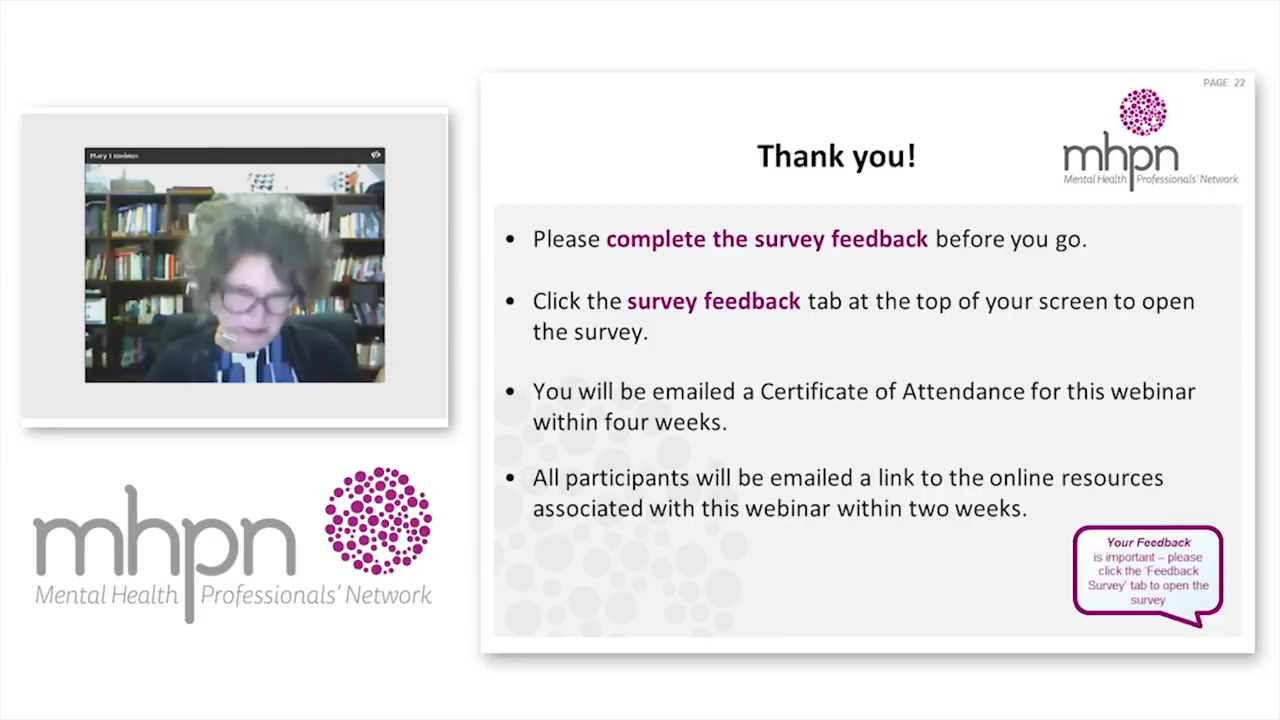 PAGE 22
mhpn
Mental Health Professionals' Network
Thank you!
• Please complete the survey feedback before you go.
• Click the survey feedback tab at the top of your screen to open
the survey.
• You will be emailed a Certificate of Attendance for this webinar
within four weeks.
• All participants will be emailed a link to the online resources
associated with this webinar within two weeks.
Your Feedback
is important – please
click the 'Feedback
Survey' tab to open the
survey
Mary
mhpn
Mental Health Professionals' Network